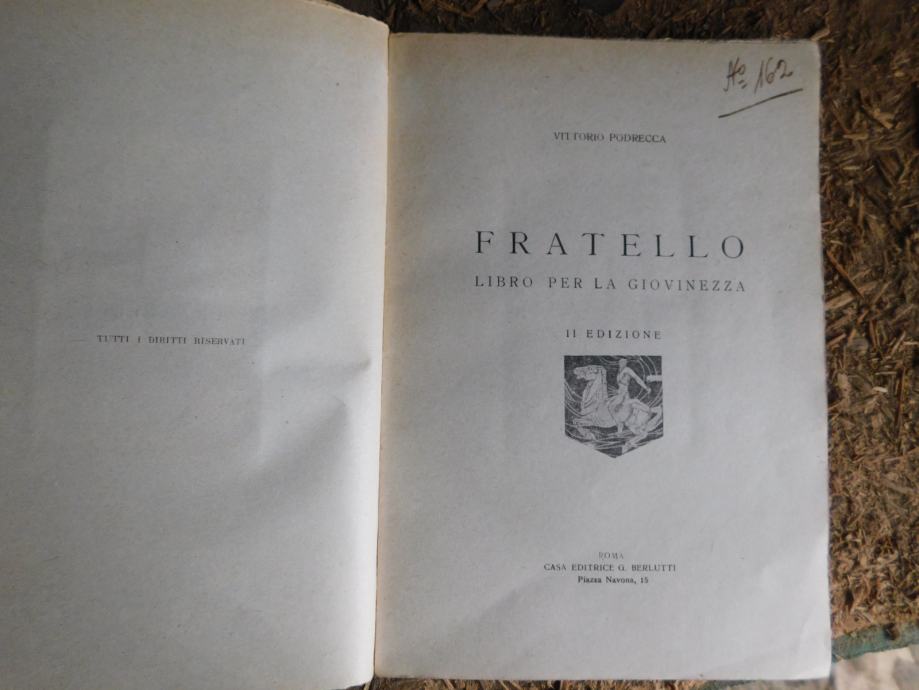 TUTTI I DIRITTI RISERVATI
Nº 162
VITTORIO PODRECCA
FRATELLO
LIBRO PER LA GIOVINEZZA
II EDIZIONE
ROMA
CASA EDITRICE G. BERLUTTI
Piazza Navona, 15